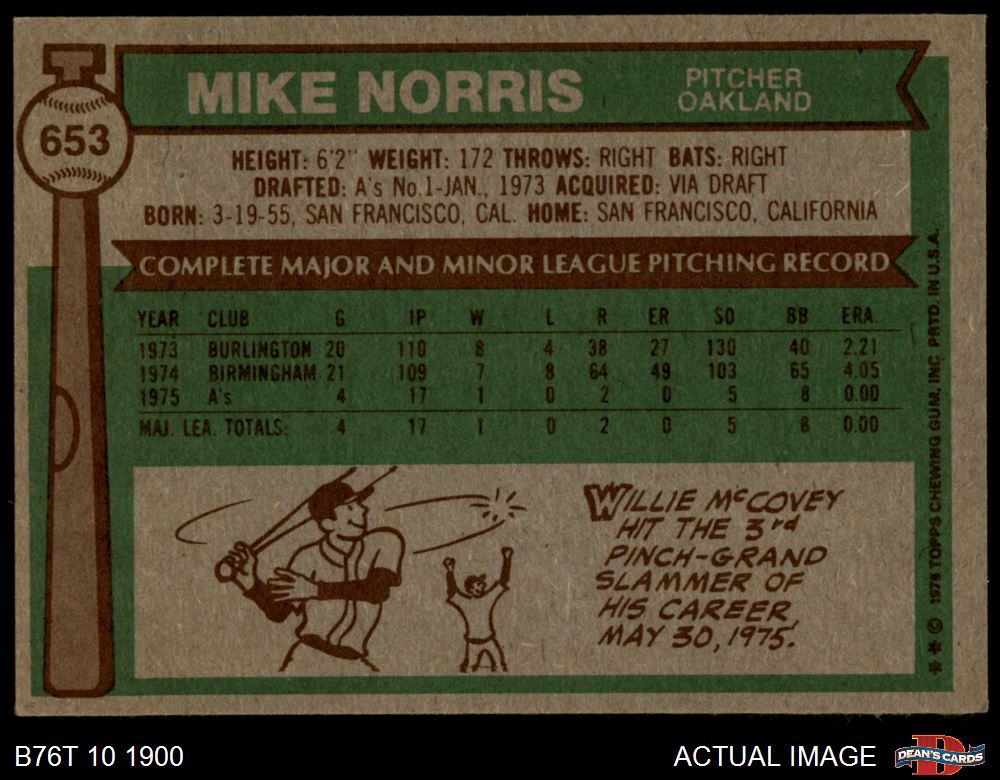 MIKE NORRIS
PITCHER
OAKLAND
653
HEIGHT: 6'2" WEIGHT: 172 THROWS: RIGHT BATS: RIGHT
DRAFTED: A's No.1-JAN., 1973 ACQUIRED: VIA DRAFT
BORN: 3-19-55, SAN FRANCISCO, CAL. HOME: SAN FRANCISCO, CALIFORNIA
COMPLETE MAJOR AND MINOR LEAGUE PITCHING RECORD
YEAR CLUB G IP W L R ER SO BB ERA
1973 BURLINGTON 20 110 8 4 38 27 130 40 2.21
1974 BIRMINGHAM 21 109 7 8 64 49 103 65 4.05
1975 A's 4 17 1 0 2 0 5 8 0.00
MAJ. LEA. TOTALS: 4 17 1 0 2 0 5 8 0.00
WILLIE McCOVEY
HIT THE 3rd
PINCH-GRAND
SLAMMER OF
HIS CAREER,
MAY 30, 1975.
** © 1976 TOPPS CHEWING GUM, INC. PRTD. IN U.S.A.
B76T 10 1900
ACTUAL IMAGE
D
DEAN'S CARDS